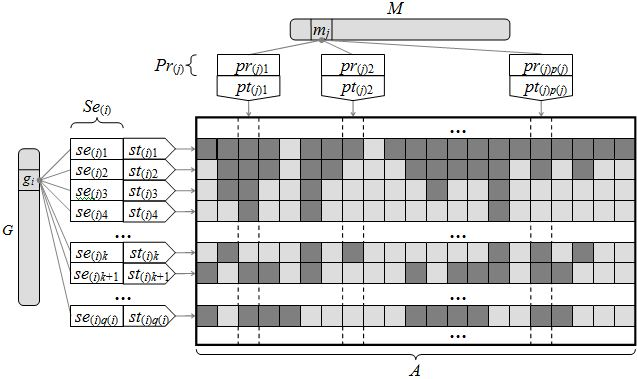 M
m_j
Pr_(j)
pr_(j)1 pr_(j)2 pr_(j)p(j)
pt_(j)1 pt_(j)2 pt_(j)p(j)
Se_(i)
...
se_(i)1 st_(i)1
se_(i)2 st_(i)2
g_i
se_(i)3 st_(i)3
se_(i)4 st_(i)4
G
... ...
se_(i)k st_(i)k
se_(i)k+1 st_(i)k+1
... ...
se_(i)q(i) st_(i)q(i)
...
A